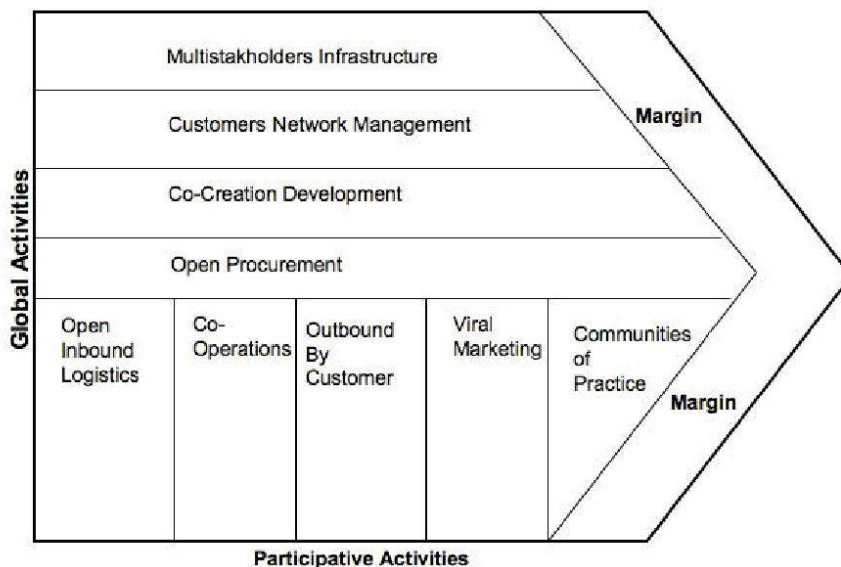 Multistakholders Infrastructure
Margin
Customers Network Management
Co-Creation Development
Open Procurement
Global Activities
Open
Inbound
Logistics
Co-
Operations
Outbound
By
Customer
Viral
Marketing
Communities
of
Practice
Margin
Participative Activities